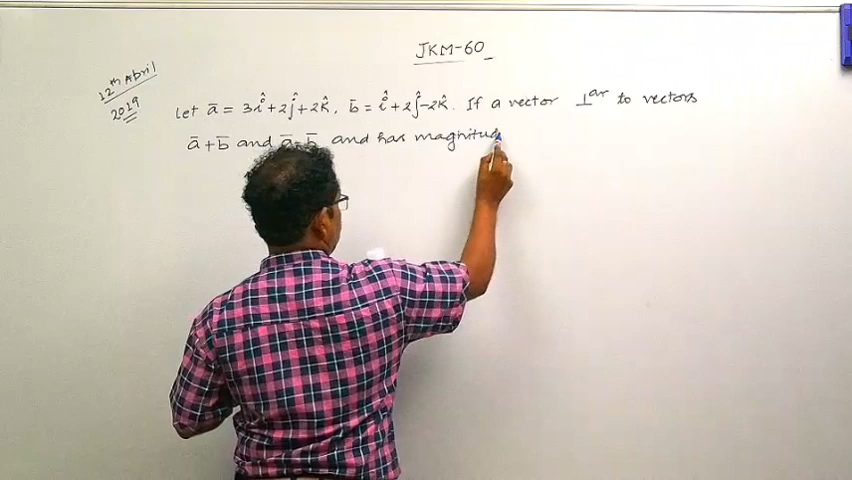 JKM-60
12th April
2019
Let a̅ = 3î+2ĵ+2k̂, b̅ = î+2ĵ-2k̂. If a vector ⊥ar to vectors
a̅+b̅ and a̅-b̅ and has magnitud